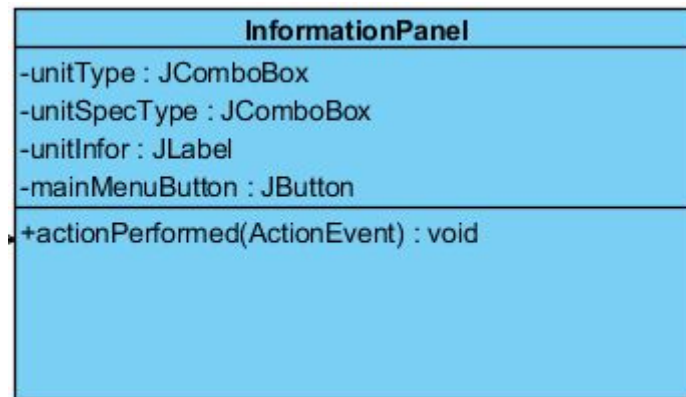 InformationPanel
-unitType : JComboBox
-unitSpecType : JComboBox
-unitInfor : JLabel
-mainMenuButton : JButton
+actionPerformed(ActionEvent) : void